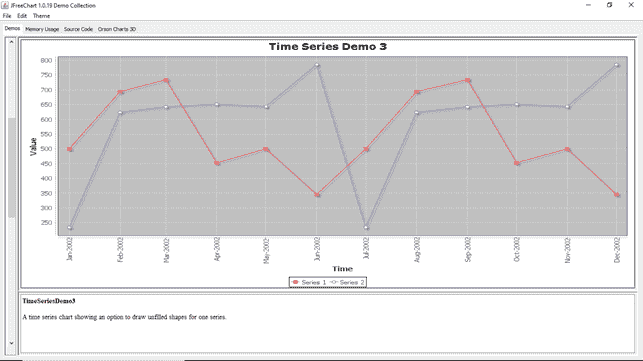 JFreeChart 1.0.19 Demo Collection
File Edit Theme
Demos Memory Usage Source Code Orson Charts 3D
Time Series Demo 3
800
750
700
650
600
550
500
450
400
350
300
250
Value
Jan-2002 Feb-2002 Mar-2002 Apr-2002 May-2002 Jun-2002 Jul-2002 Aug-2002 Sep-2002 Oct-2002 Nov-2002 Dec-2002
Time
Series 1 Series 2
TimeSeriesDemo3
A time series chart showing an option to draw unfilled shapes for one series.